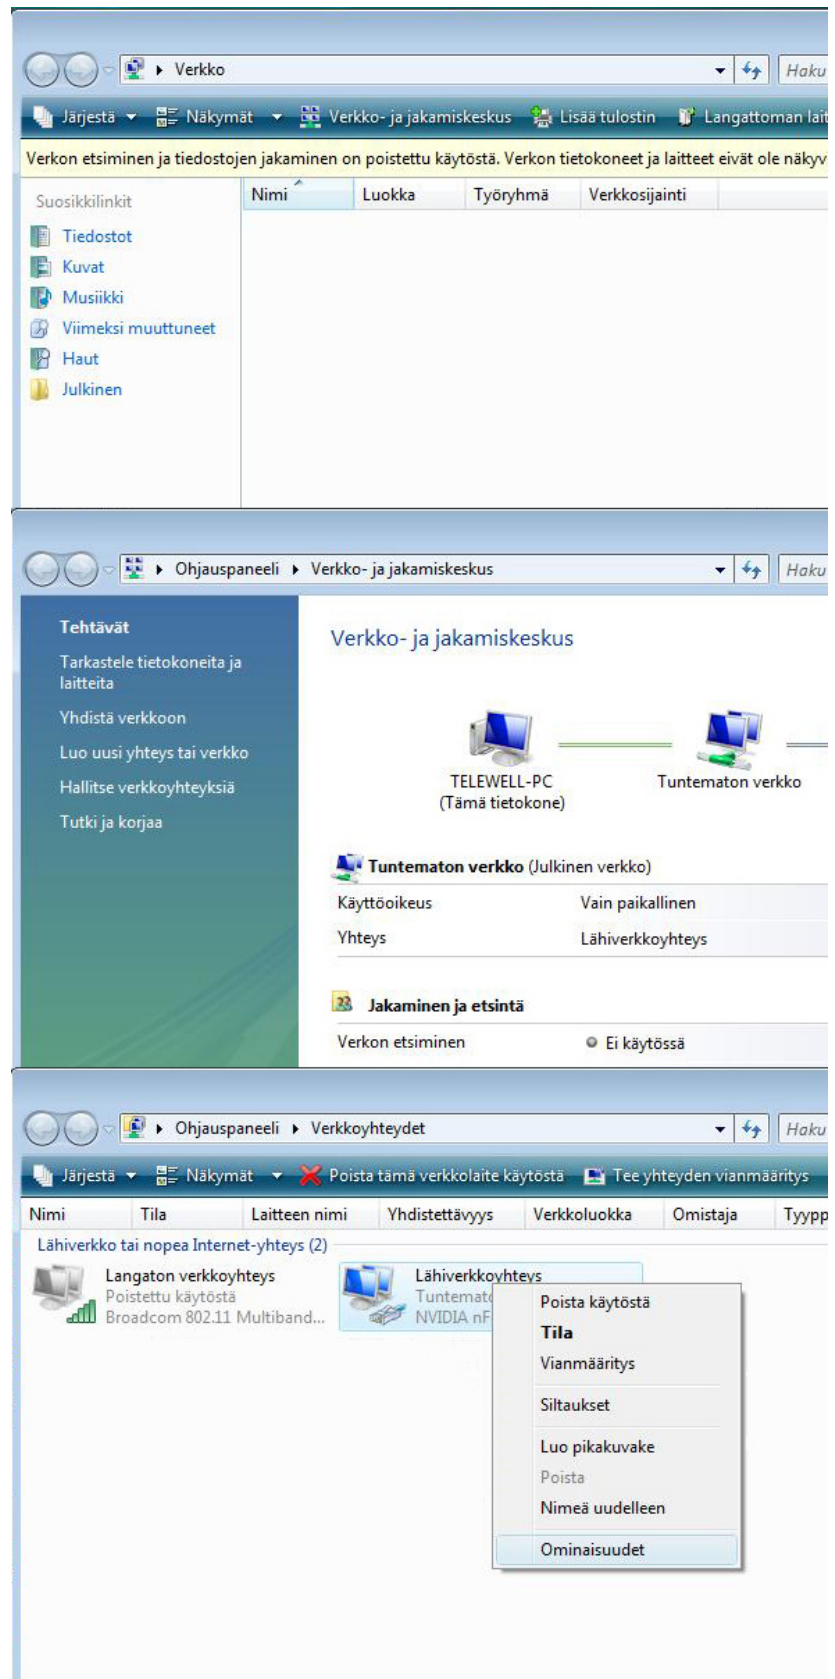 Verkko
Haku
Järjestä Näkymät Verkko- ja jakamiskeskus Lisää tulostin Langattoman lait
Verkon etsiminen ja tiedostojen jakaminen on poistettu käytöstä. Verkon tietokoneet ja laitteet eivät ole näkyv
Suosikkilinkit
Nimi Luokka Työryhmä Verkkosijainti
Tiedostot
Kuvat
Musiikki
Viimeksi muuttuneet
Haut
Julkinen
Ohjauspaneeli Verkko- ja jakamiskeskus
Haku
Tehtävät
Tarkastele tietokoneita ja
laitteita
Yhdistä verkkoon
Luo uusi yhteys tai verkko
Hallitse verkkoyhteyksiä
Tutki ja korjaa
Verkko- ja jakamiskeskus
TELEWELL-PC
(Tämä tietokone)
Tuntematon verkko
Tuntematon verkko (Julkinen verkko)
Käyttöoikeus Vain paikallinen
Yhteys Lähiverkkoyhteys
Jakaminen ja etsintä
Verkon etsiminen Ei käytössä
Ohjauspaneeli Verkkoyhteydet
Haku
Järjestä Näkymät Poista tämä verkkolaite käytöstä Tee yhteyden vianmääritys
Nimi Tila Laitteen nimi Yhdistettävyys Verkkoluokka Omistaja Tyypp
Lähiverkko tai nopea Internet-yhteys (2)
Langaton verkkoyhteys
Poistettu käytöstä
Broadcom 802.11 Multiband...
Lähiverkkoyhteys
Tuntemato
NVIDIA nF
Poista käytöstä
Tila
Vianmääritys
Siltaukset
Luo pikakuvake
Poista
Nimeä uudelleen
Ominaisuudet